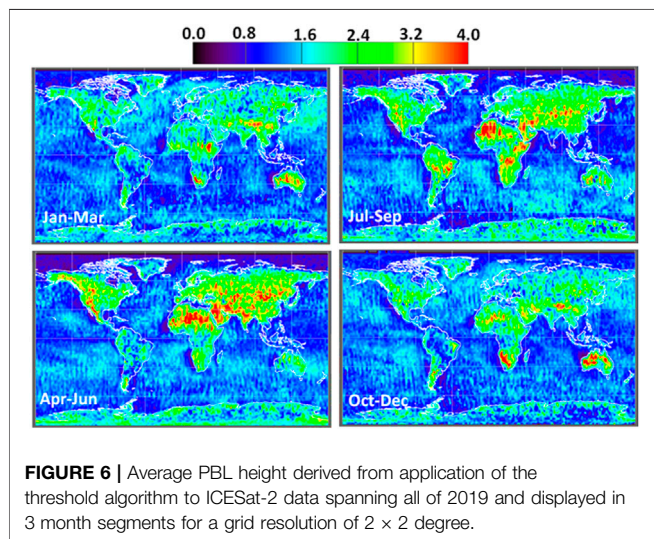 0.0 0.8 1.6 2.4 3.2 4.0
Jan-Mar
Jul-Sep
Apr-Jun
Oct-Dec
FIGURE 6 | Average PBL height derived from application of the
threshold algorithm to ICESat-2 data spanning all of 2019 and displayed in
3 month segments for a grid resolution of 2 × 2 degree.